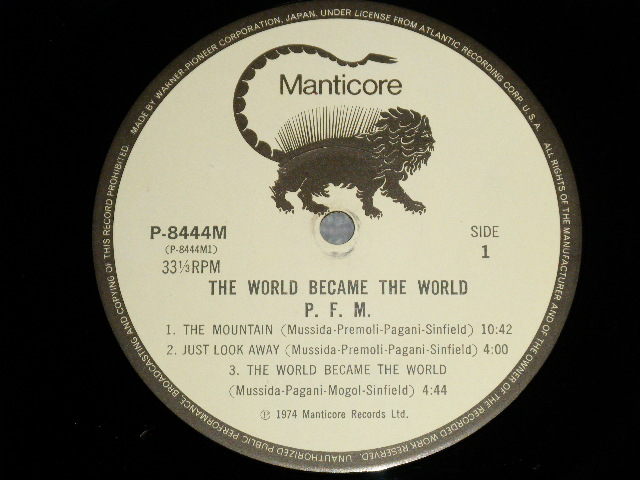 MADE BY WARNER-PIONEER CORPORATION, JAPAN, UNDER LICENSE FROM ATLANTIC RECORDING CORP. U.S.A. ALL RIGHTS OF THE MANUFACTURER AND OF THE OWNER OF THE RECORDED WORK RESERVED. UNAUTHORIZED PUBLIC PERFORMANCE, BROADCASTING AND COPYING OF THIS RECORD PROHIBITED.
Manticore
P-8444M
(P-8444M1)
33⅓RPM
SIDE
1
THE WORLD BECAME THE WORLD
P. F. M.
1. THE MOUNTAIN (Mussida-Premoli-Pagani-Sinfield) 10:42
2. JUST LOOK AWAY (Mussida-Premoli-Pagani-Sinfield) 4:00
3. THE WORLD BECAME THE WORLD
(Mussida-Pagani-Mogol-Sinfield) 4:44
℗ 1974 Manticore Records Ltd.